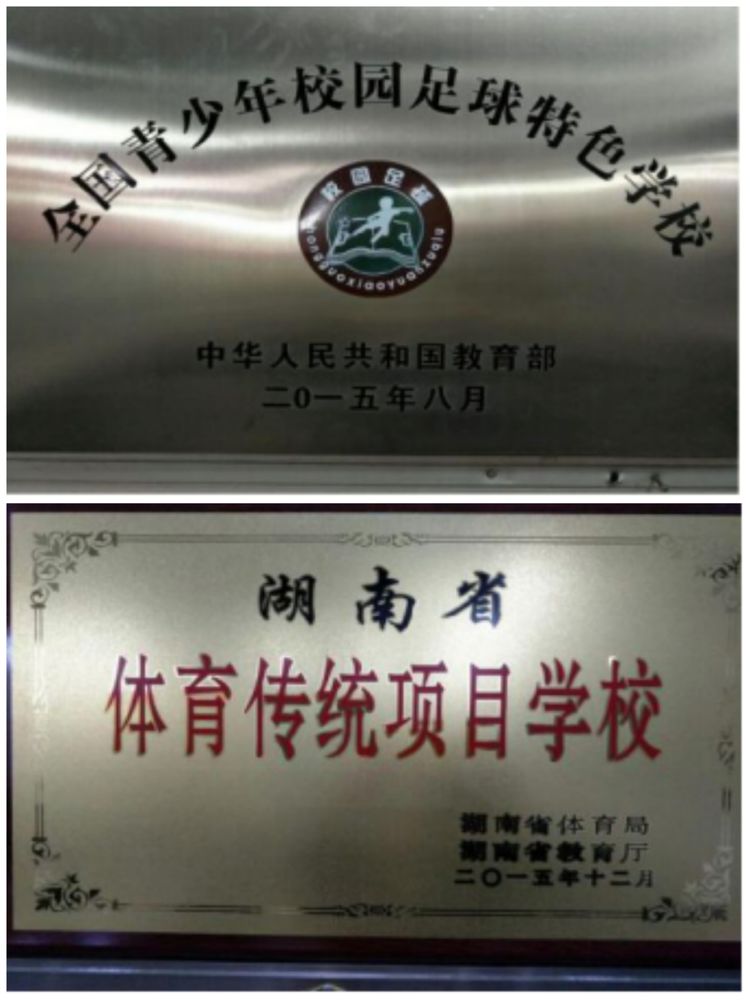 全国青少年校园足球特色学校
校园足球
zhongguoxiaoyuanzuqiu
中华人民共和国教育部
二0一五年八月
湖南省
体育传统项目学校
湖南省体育局
湖南省教育厅
二〇一五年十二月